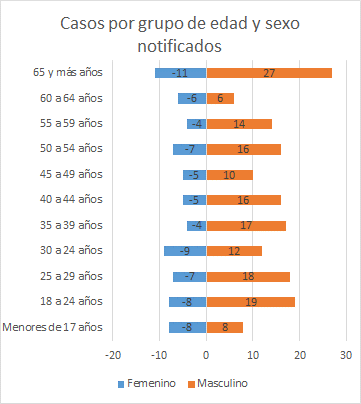 Casos por grupo de edad y sexo
notificados
65 y más años -11 27
60 a 64 años -6 6
55 a 59 años -4 14
50 a 54 años -7 16
45 a 49 años -5 10
40 a 44 años -5 16
35 a 39 años -4 17
30 a 24 años -9 12
25 a 29 años -7 18
18 a 24 años -8 19
Menores de 17 años -8 8
-20 -10 0 10 20 30
Femenino Masculino